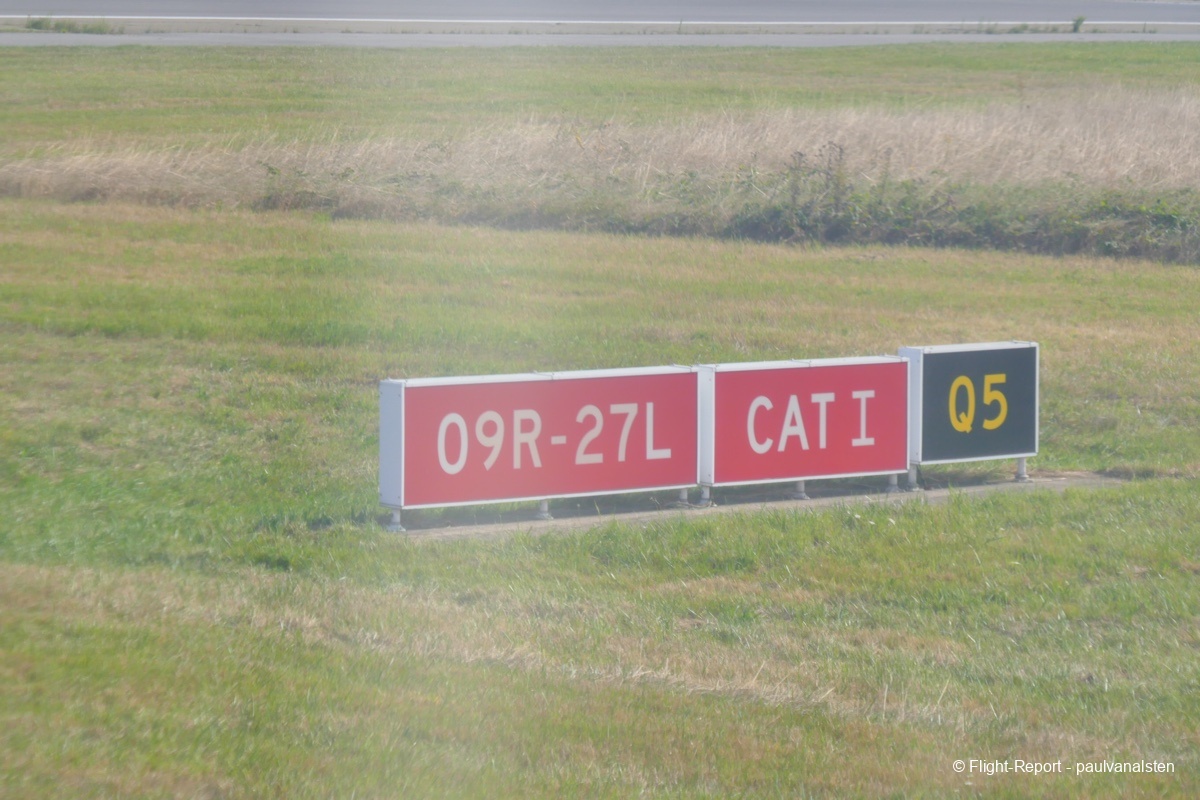 09R-27L CAT I Q5
© Flight-Report - paulvanalsten